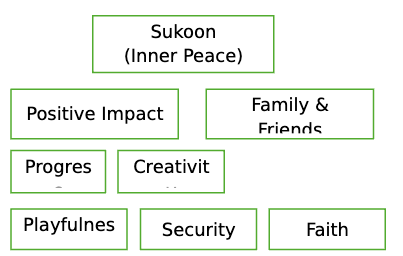 Sukoon
(Inner Peace)
Positive Impact
Family &
Friends
Progres
Creativit
Playfulnes
Security
Faith